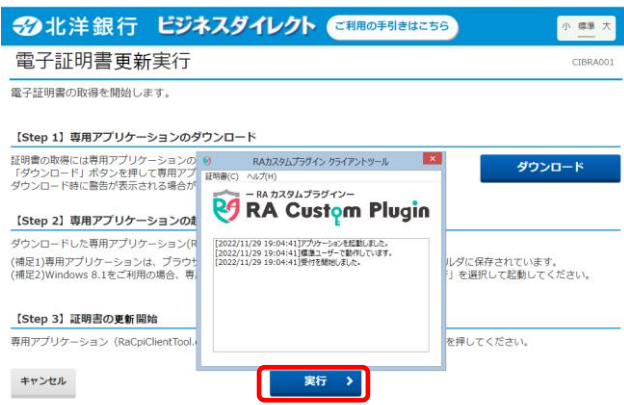 北洋銀行 ビジネスダイレクト ご利用の手引きはこちら 小 標準 大
電子証明書更新実行 CIBRA001
電子証明書の取得を開始します。
【Step 1】専用アプリケーションのダウンロード
証明書の取得には専用アプリケーションの
「ダウンロード」ボタンを押して専用アプ
ダウンロード時に警告が表示される場合が
ダウンロード
RAカスタムプラグイン クライアントツール
証明書(C) ヘルプ(H)
RA カスタムプラグイン
RA Custom Plugin
[2022/11/29 19:04:41]アプリケーションを起動しました。
[2022/11/29 19:04:41]標準ユーザーで動作しています。
[2022/11/29 19:04:41]受付を開始しました。
【Step 2】専用アプリケーションの
ダウンロードした専用アプリケーション(R
(補足1)専用アプリケーションは、ブラウザ
ルダに保存されています。
(補足2)Windows 8.1をご利用の場合、専
」を選択して起動してください。
【Step 3】証明書の更新開始
専用アプリケーション（RaCpiClientTool.
を押してください。
キャンセル
実行